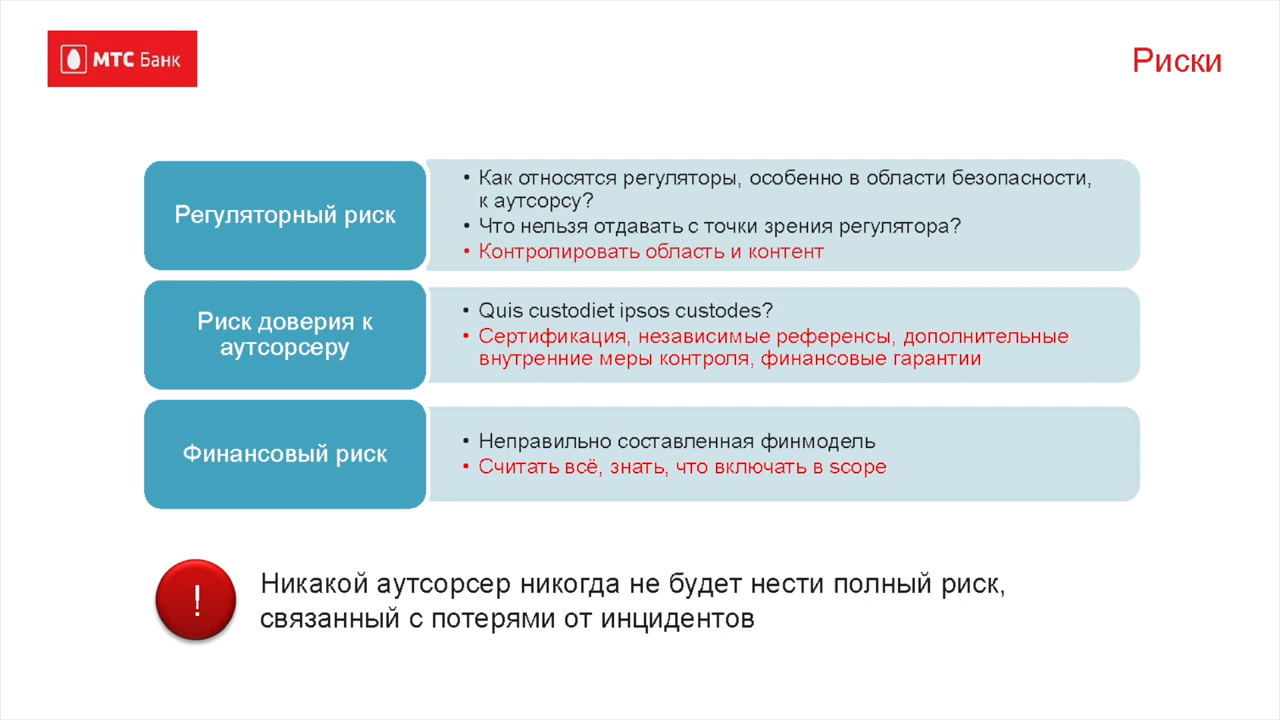 МТС Банк
Риски
Регуляторный риск
• Как относятся регуляторы, особенно в области безопасности,
к аутсорсу?
• Что нельзя отдавать с точки зрения регулятора?
• Контролировать область и контент
Риск доверия к
аутсорсеру
• Quis custodiet ipsos custodes?
• Сертификация, независимые референсы, дополнительные
внутренние меры контроля, финансовые гарантии
Финансовый риск
• Неправильно составленная финмодель
• Считать всё, знать, что включать в scope
!
Никакой аутсорсер никогда не будет нести полный риск,
связанный с потерями от инцидентов